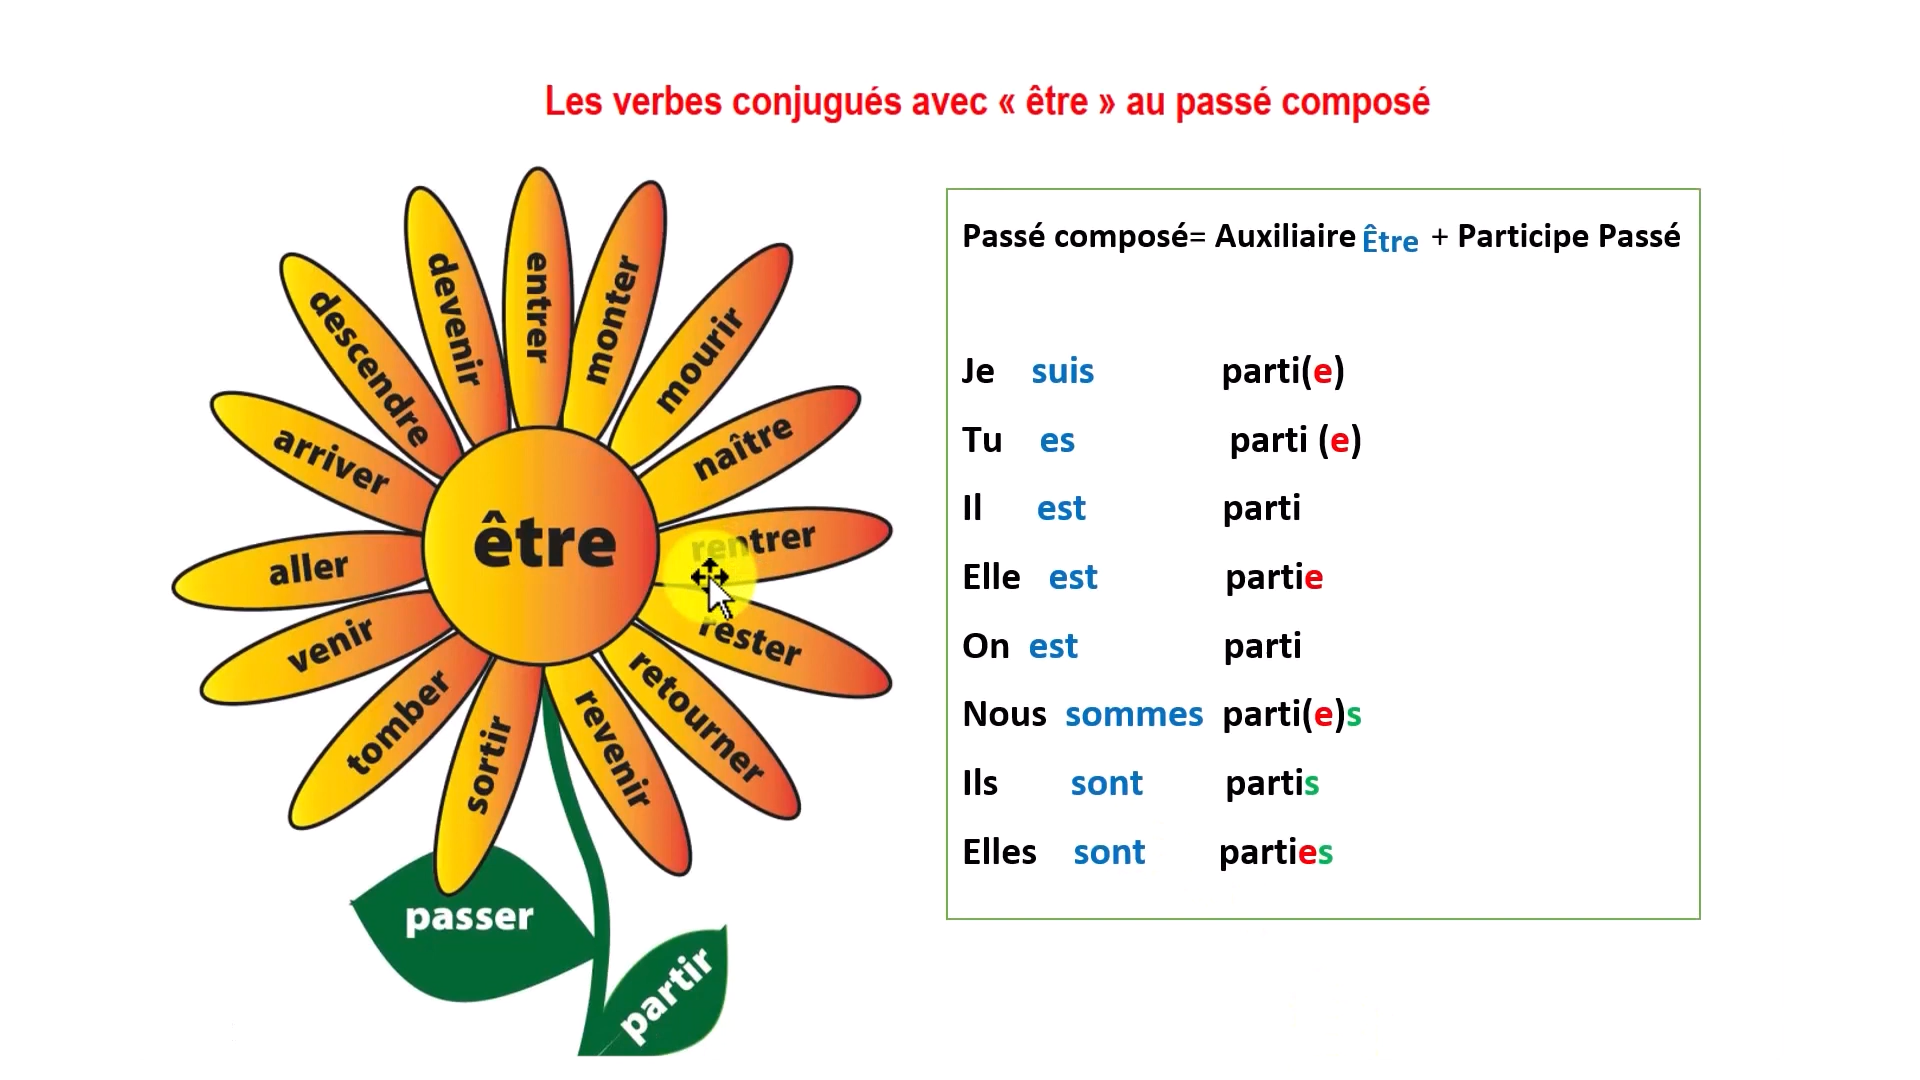 Les verbes conjugués avec « être » au passé composé
être
entrer
monter
mourir
naître
rentrer
rester
retourner
revenir
sortir
tomber
venir
aller
arriver
descendre
devenir
passer
partir
Passé composé= Auxiliaire Être + Participe Passé
Je suis parti(e)
Tu es parti (e)
Il est parti
Elle est partie
On est parti
Nous sommes parti(e)s
Ils sont partis
Elles sont parties